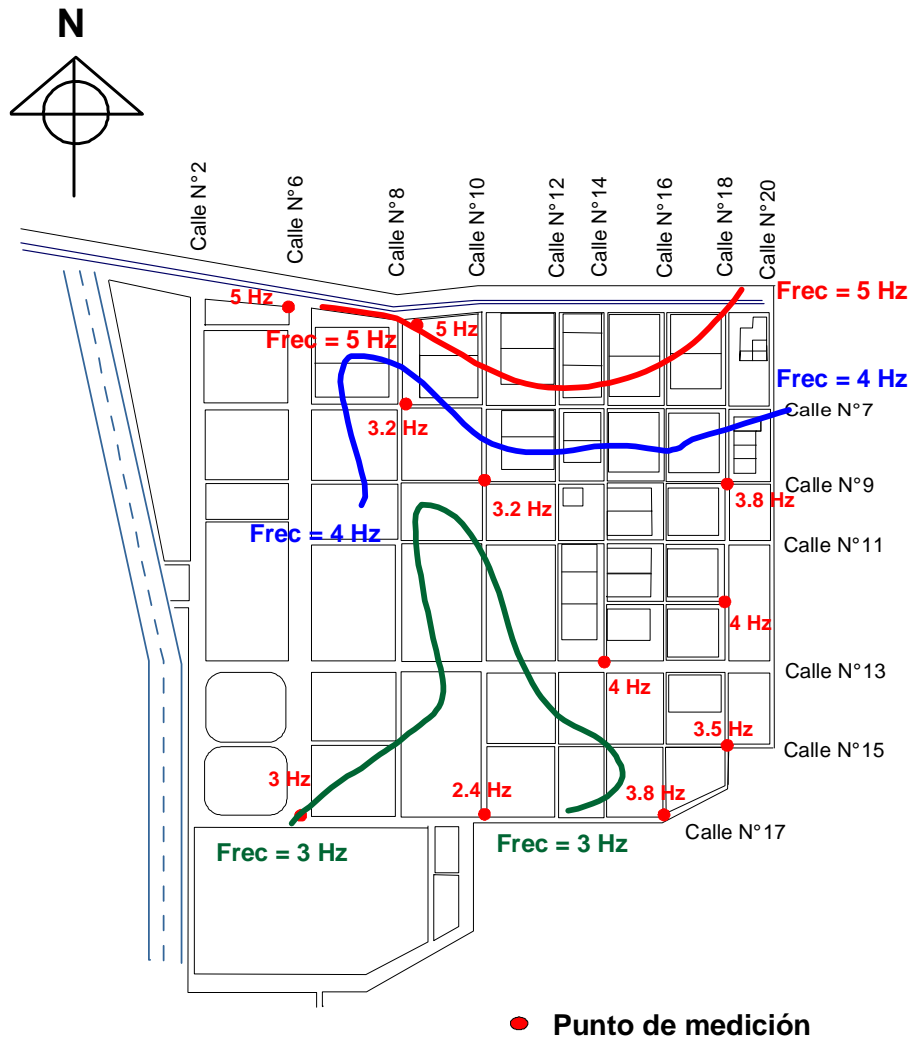 N
Calle N°2
Calle N°6
Calle N°8
Calle N°10
Calle N°12
Calle N°14
Calle N°16
Calle N°18
Calle N°20
5 Hz
Frec = 5 Hz
5 Hz
Frec = 5 Hz
Frec = 4 Hz
Calle N°7
3.2 Hz
Calle N°9
3.8 Hz
3.2 Hz
Frec = 4 Hz
Calle N°11
4 Hz
Calle N°13
4 Hz
3.5 Hz
Calle N°15
3 Hz
2.4 Hz
3.8 Hz
Calle N°17
Frec = 3 Hz
Frec = 3 Hz
Punto de medición